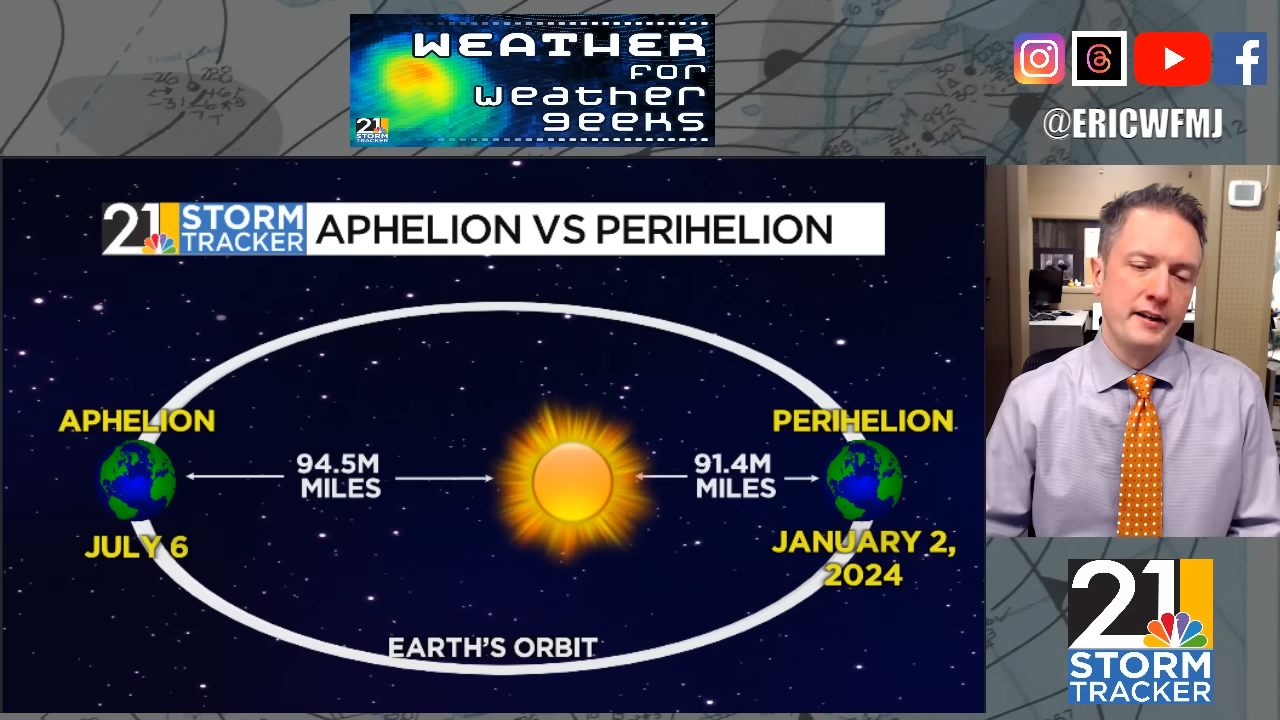 WEATHER
FOR
weather
geeks
21
STORM
TRACKER
@ERICWFMJ
21 STORM
TRACKER
APHELION VS PERIHELION
APHELION
PERIHELION
94.5M
MILES
91.4M
MILES
JULY 6
JANUARY 2,
2024
EARTH'S ORBIT
21
STORM
TRACKER